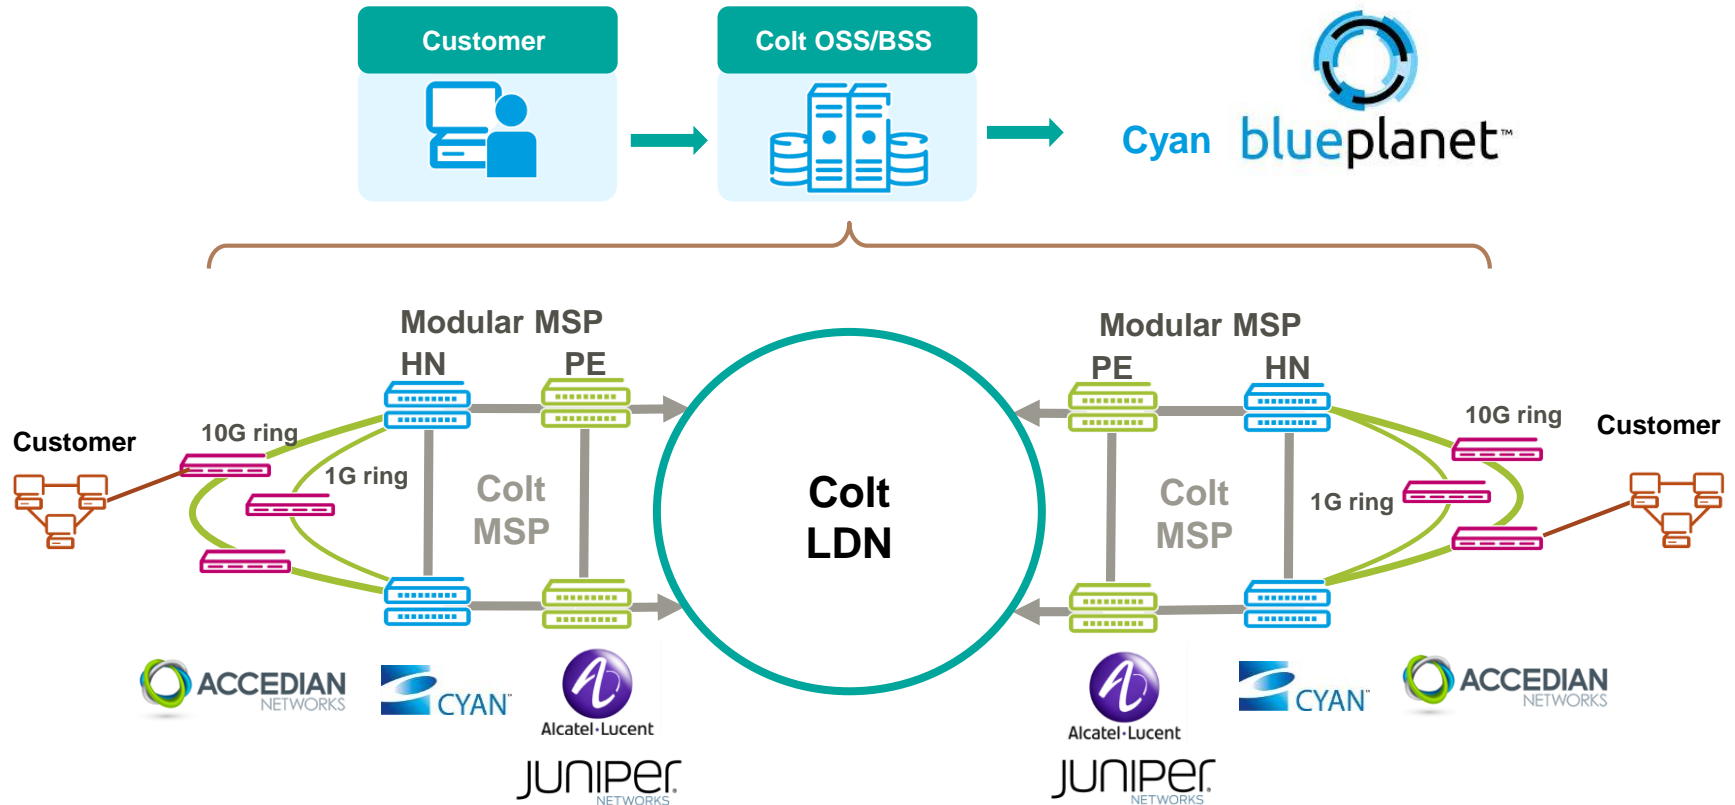 Customer
Colt OSS/BSS
Cyan
blueplanet™
Modular MSP
HN
PE
Modular MSP
PE
HN
Customer
10G ring
1G ring
Colt
MSP
Colt
LDN
Colt
MSP
1G ring
10G ring
Customer
ACCEDIAN
NETWORKS
CYAN™
Alcatel·Lucent
JUNIPER
NETWORKS
Alcatel·Lucent
JUNIPER
NETWORKS
CYAN™
ACCEDIAN
NETWORKS